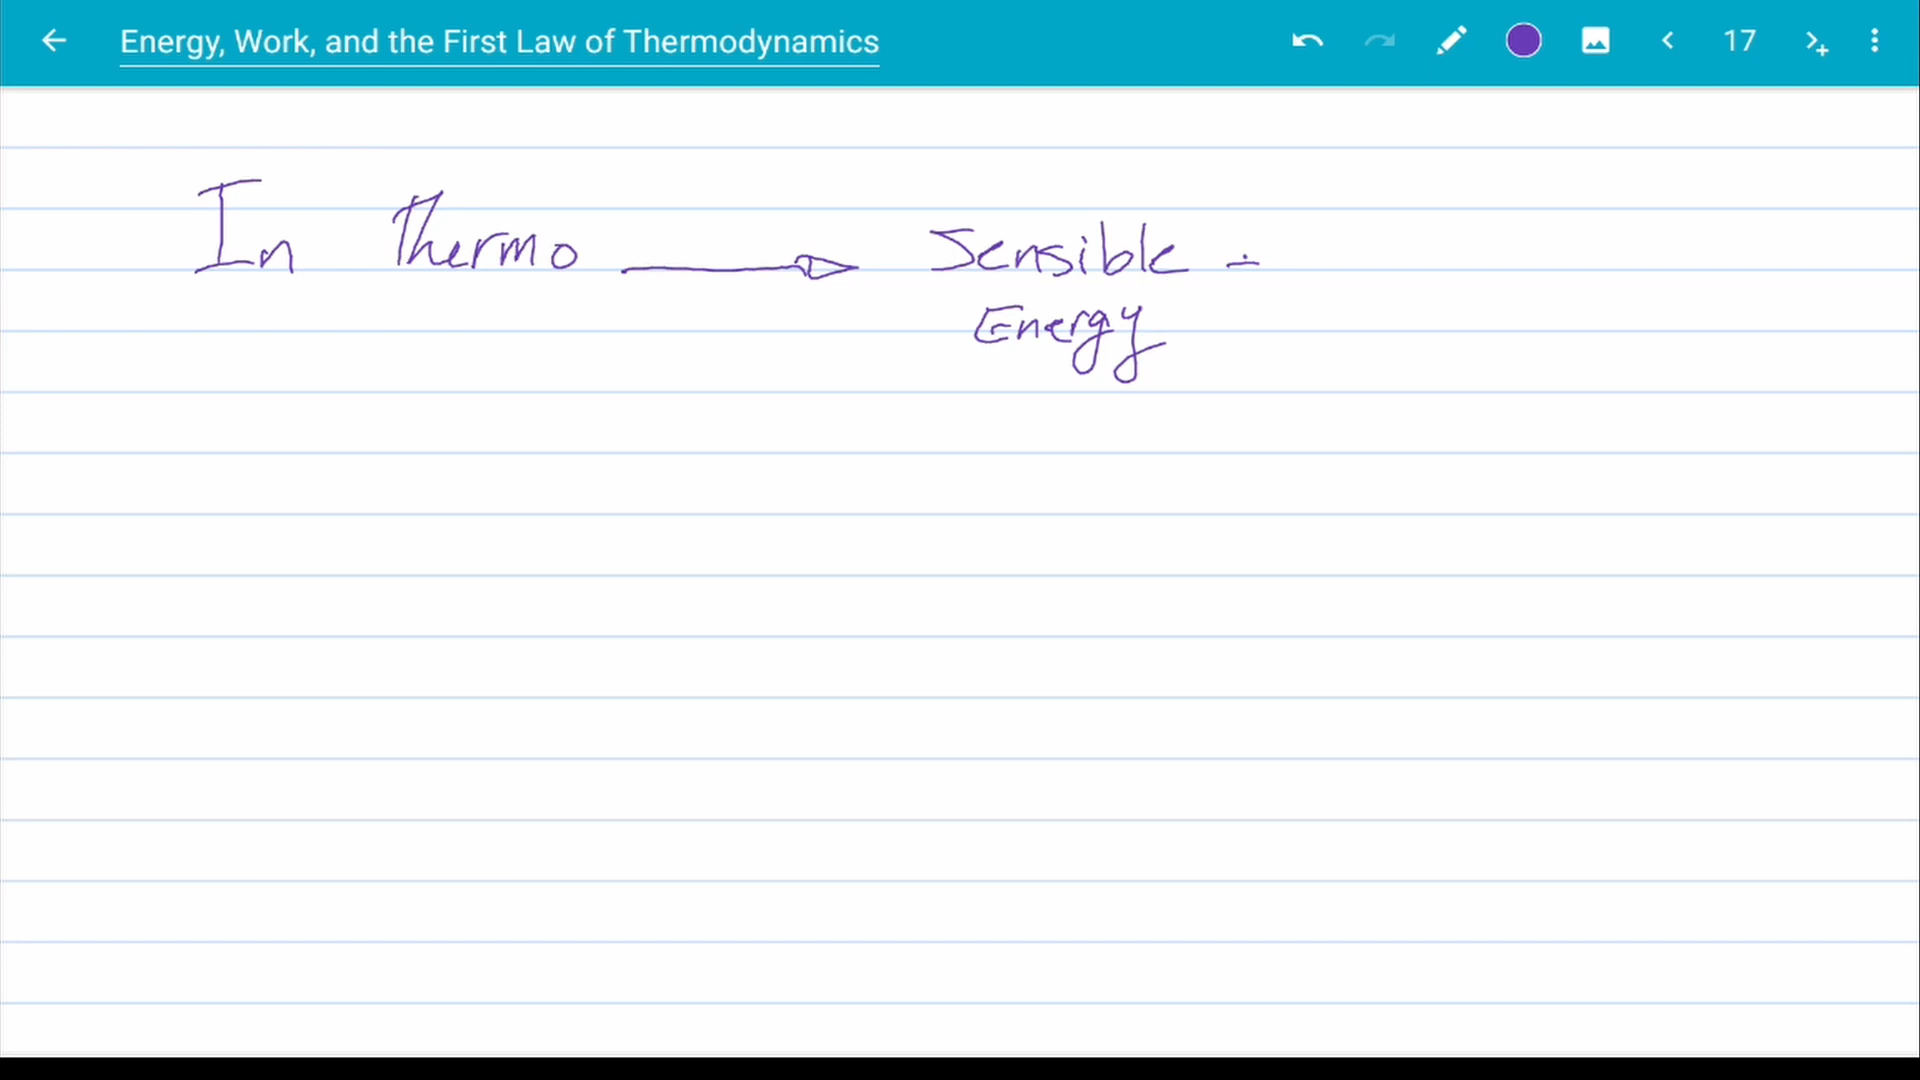 Energy, Work, and the First Law of Thermodynamics 17
In Thermo → Sensible -
Energy